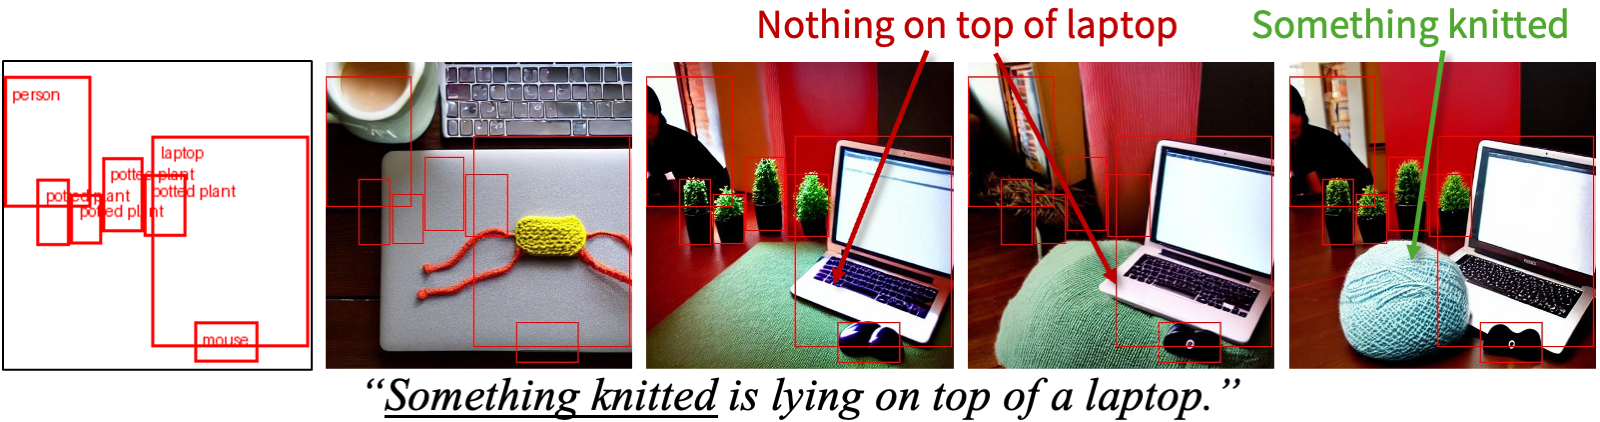 Nothing on top of laptop
Something knitted
person
laptop
potted plant
potted plant
potted plant
potted plant
mouse
“Something knitted is lying on top of a laptop.”